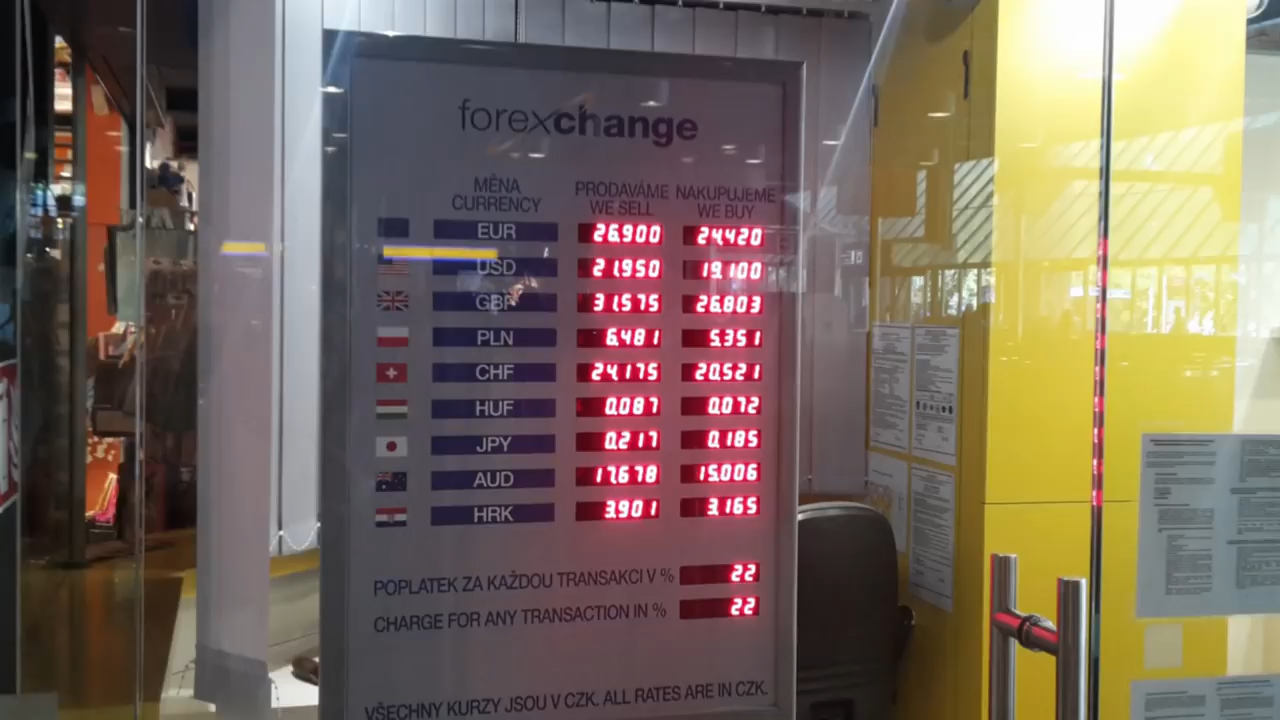 forexchange
MĚNA PRODÁVÁME NAKUPUJEME
CURRENCY WE SELL WE BUY
EUR 26.900 24.420
USD 21.950 19.100
GBP 31.575 26.803
PLN 6.481 5.351
CHF 24.175 20.521
HUF 0.087 0.072
JPY 0.217 0.185
AUD 17.678 15.006
HRK 3.901 3.165
POPLATEK ZA KAŽDOU TRANSAKCI V % 22
CHARGE FOR ANY TRANSACTION IN % 22
VŠECHNY KURZY JSOU V CZK. ALL RATES ARE IN CZK.